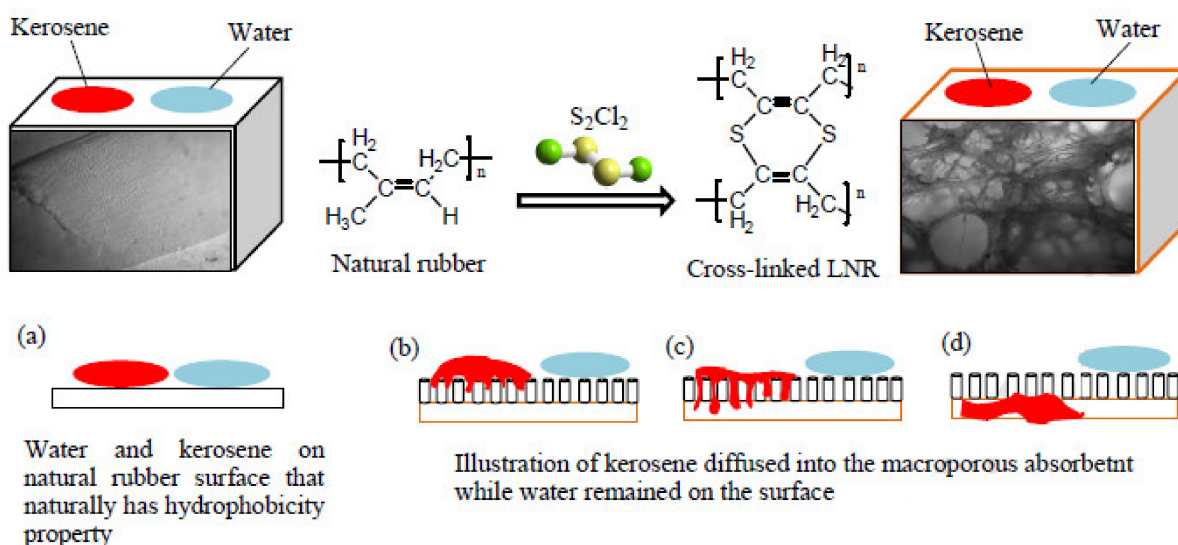 Kerosene
Water
H2
C
H2C
n
C
C
H3C
H
Natural rubber
S2Cl2
H2
C
H2
C
n
n
C
C
S
S
C
C
C
H2
H2C
n
n
Cross-linked LNR
Kerosene
Water
(a)
(b)
(c)
(d)
Water and kerosene on
natural rubber surface that
naturally has hydrophobicity
property
Illustration of kerosene diffused into the macroporous absorbetnt
while water remained on the surface